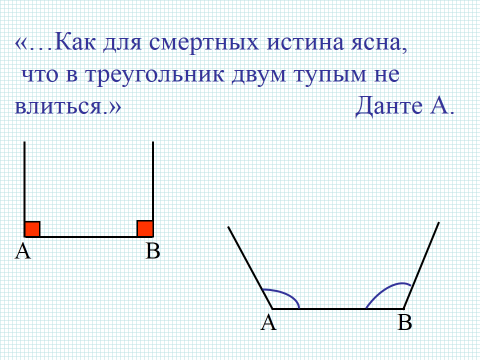 «…Как для смертных истина ясна,
что в треугольник двум тупым не
влиться.» Данте А.
А В
А В